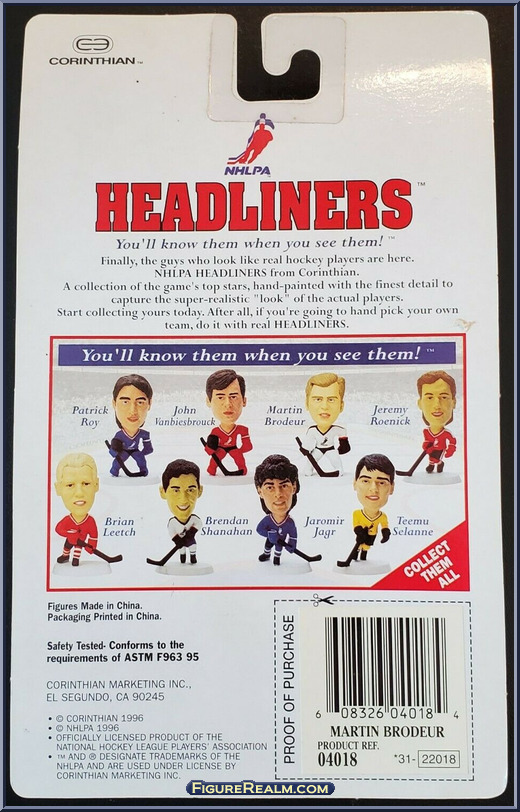 CORINTHIAN™
NHLPA
HEADLINERS™
You'll know them when you see them! ™
Finally, the guys who look like real hockey players are here.
NHLPA HEADLINERS from Corinthian.
A collection of the game's top stars, hand-painted with the finest detail to
capture the super-realistic "look" of the actual players.
Start collecting yours today. After all, if you're going to hand pick your own
team, do it with real HEADLINERS.
You'll know them when you see them! ™
Patrick
Roy
John
Vanbiesbrouck
Martin
Brodeur
Jeremy
Roenick
Brian
Leetch
Brendan
Shanahan
Jaromir
Jagr
Teemu
Selanne
COLLECT
THEM
ALL
Figures Made in China.
Packaging Printed in China.
Safety Tested- Conforms to the
requirements of ASTM F963 95
CORINTHIAN MARKETING INC.,
EL SEGUNDO, CA 90245
• © CORINTHIAN 1996
• © NHLPA 1996
• OFFICIALLY LICENSED PRODUCT OF THE
NATIONAL HOCKEY LEAGUE PLAYERS' ASSOCIATION
• ™ AND ® DESIGNATE TRADEMARKS OF THE
NHLPA AND ARE USED UNDER LICENSE BY
CORINTHIAN MARKETING INC.
PROOF OF PURCHASE
6 08326 04018 4
MARTIN BRODEUR
PRODUCT REF.
04018 *31- 22018
FIGUREREALM.COM